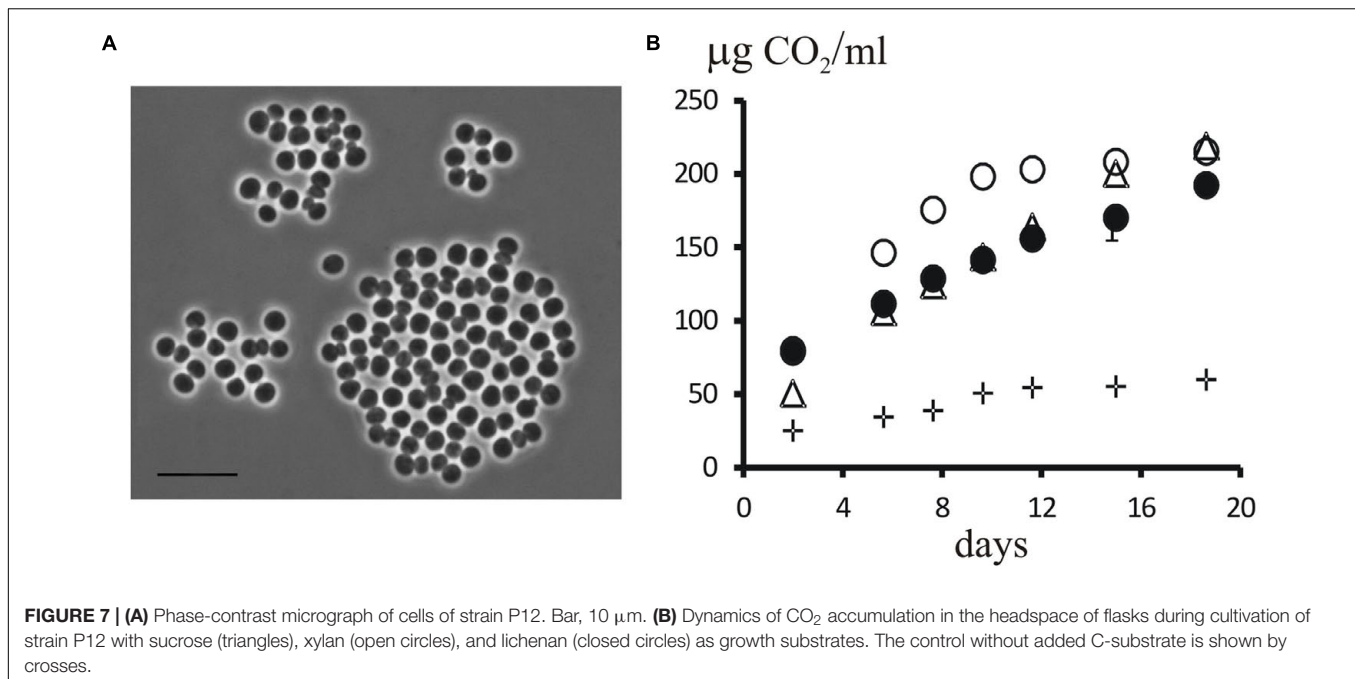 A
B
μg CO₂/ml
250
200
150
100
50
0
0 4 8 12 16 20
days
FIGURE 7 | (A) Phase-contrast micrograph of cells of strain P12. Bar, 10 μm. (B) Dynamics of CO₂ accumulation in the headspace of flasks during cultivation of
strain P12 with sucrose (triangles), xylan (open circles), and lichenan (closed circles) as growth substrates. The control without added C-substrate is shown by
crosses.